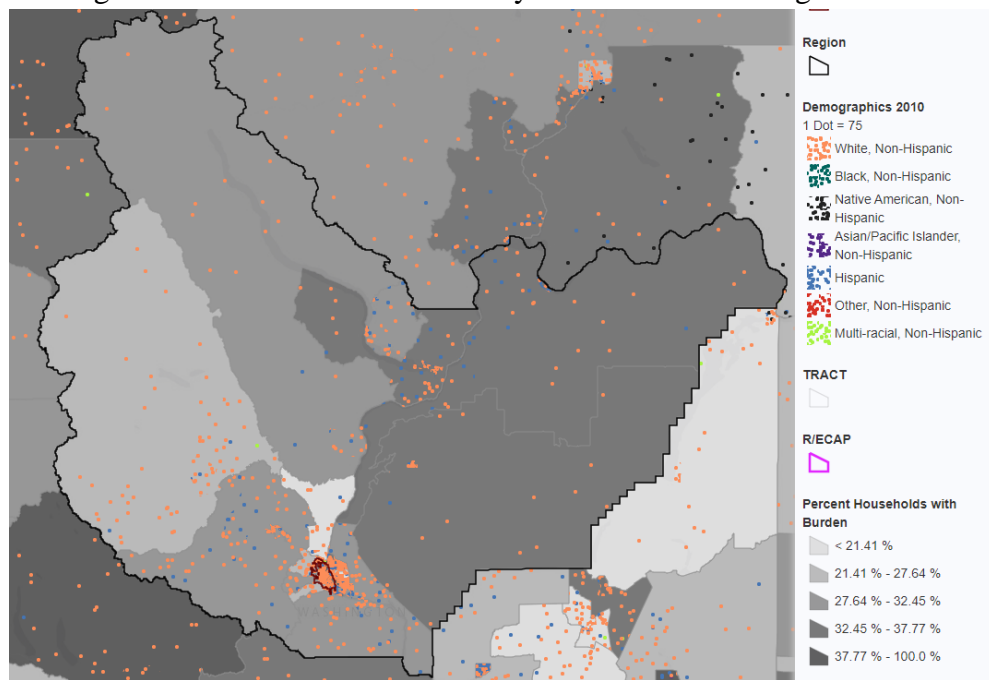 Region
Demographics 2010
1 Dot = 75
White, Non-Hispanic
Black, Non-Hispanic
Native American, Non-
Hispanic
Asian/Pacific Islander,
Non-Hispanic
Hispanic
Other, Non-Hispanic
Multi-racial, Non-Hispanic
TRACT
R/ECAP
Percent Households with
Burden
< 21.41 %
21.41 % - 27.64 %
27.64 % - 32.45 %
32.45 % - 37.77 %
37.77 % - 100.0 %
WASHINGTON